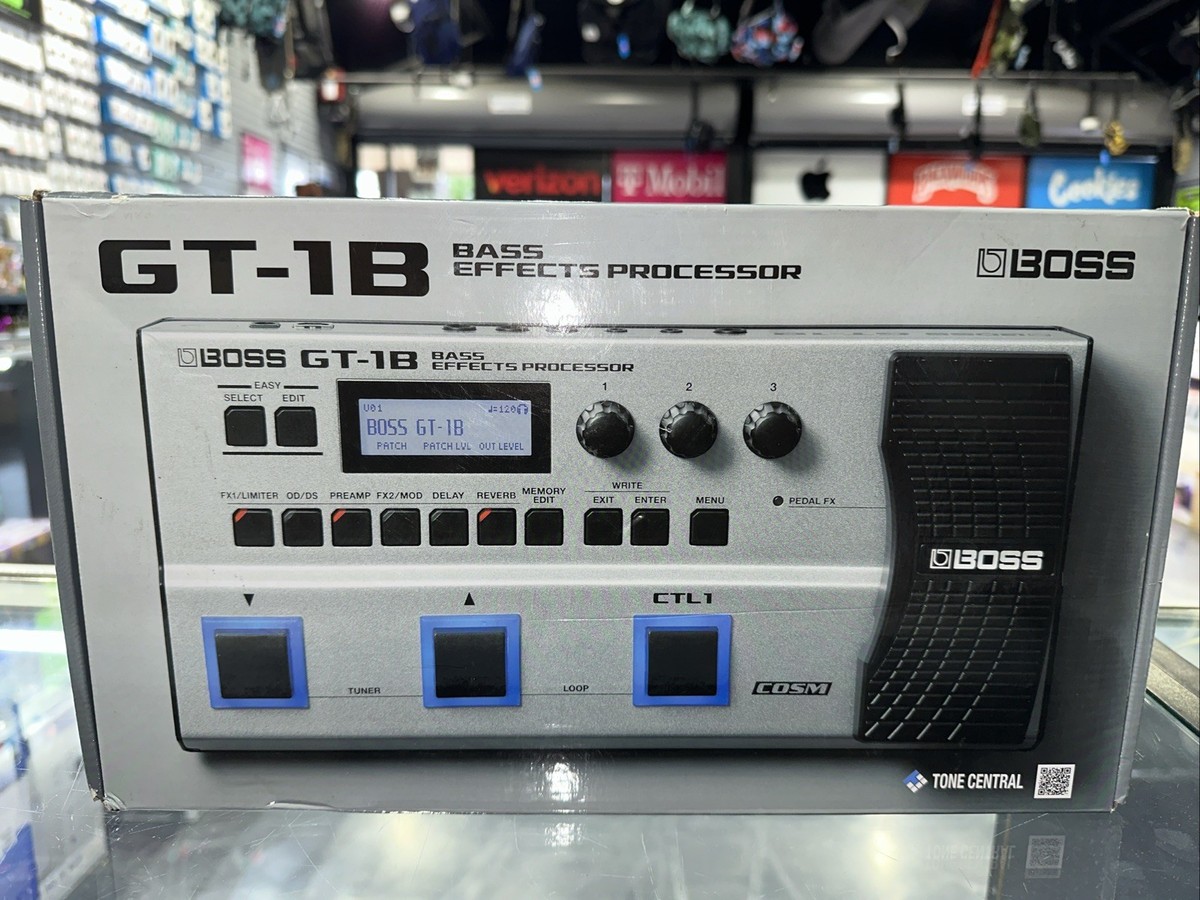 verizon
T Mobil
Cookies
GT-1B
BASS
EFFECTS PROCESSOR
BOSS
BOSS GT-1B BASS
EFFECTS PROCESSOR
EASY
SELECT EDIT
U01 ♩=120
BOSS GT-1B
PATCH PATCH LVL OUT LEVEL
1 2 3
FX1/LIMITER OD/DS PREAMP FX2/MOD DELAY REVERB MEMORY
EDIT
WRITE
EXIT ENTER
MENU
PEDAL FX
BOSS
▼ ▲ CTL1
TUNER LOOP
COSM
TONE CENTRAL